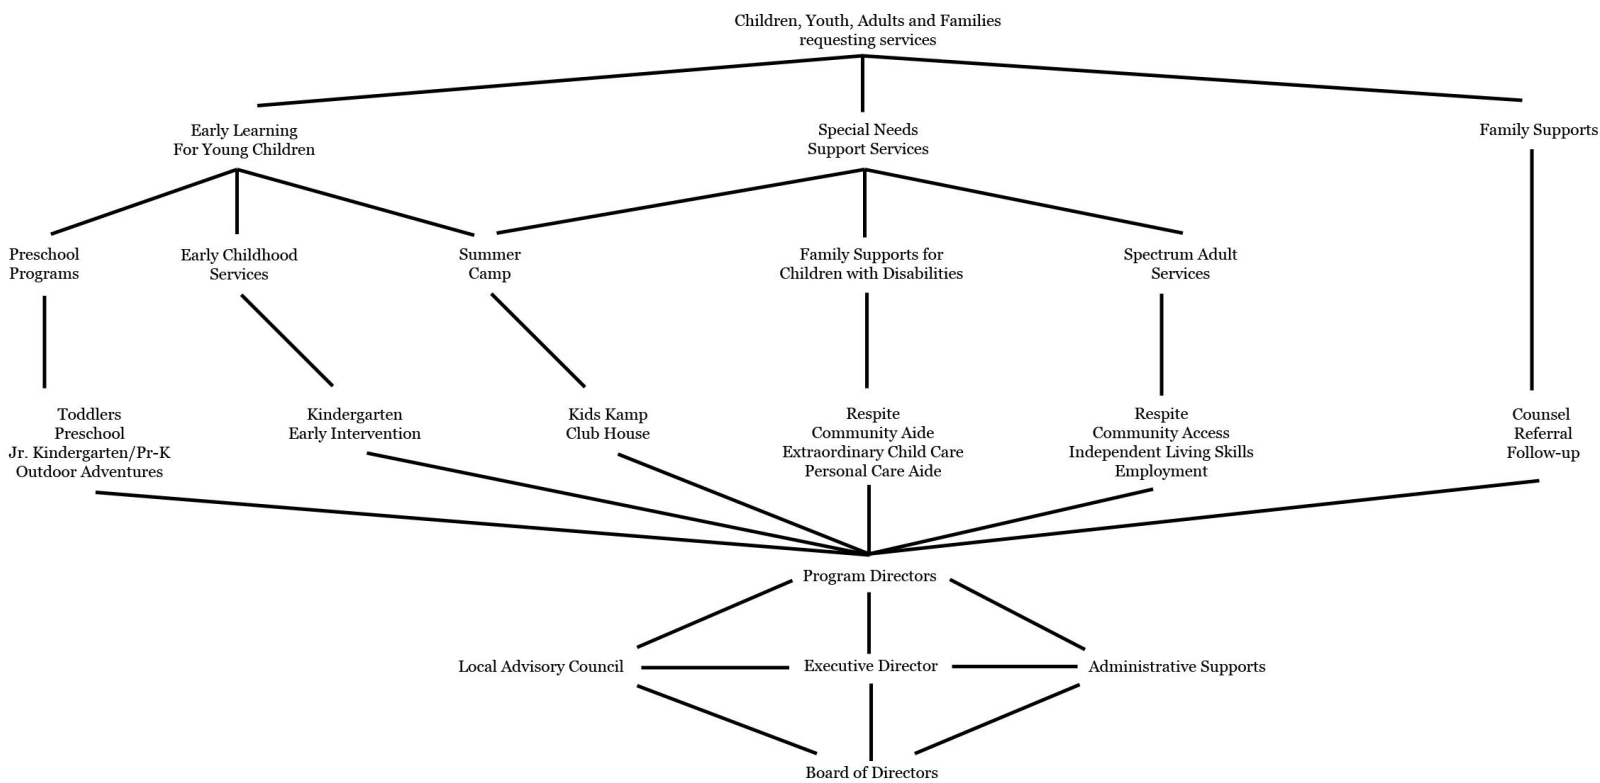 Children, Youth, Adults and Families
requesting services
Early Learning
For Young Children
Special Needs
Support Services
Family Supports
Preschool
Programs
Early Childhood
Services
Summer
Camp
Family Supports for
Children with Disabilities
Spectrum Adult
Services
Toddlers
Preschool
Jr. Kindergarten/Pr-K
Outdoor Adventures
Kindergarten
Early Intervention
Kids Kamp
Club House
Respite
Community Aide
Extraordinary Child Care
Personal Care Aide
Respite
Community Access
Independent Living Skills
Employment
Counsel
Referral
Follow-up
Program Directors
Local Advisory Council
Executive Director
Administrative Supports
Board of Directors